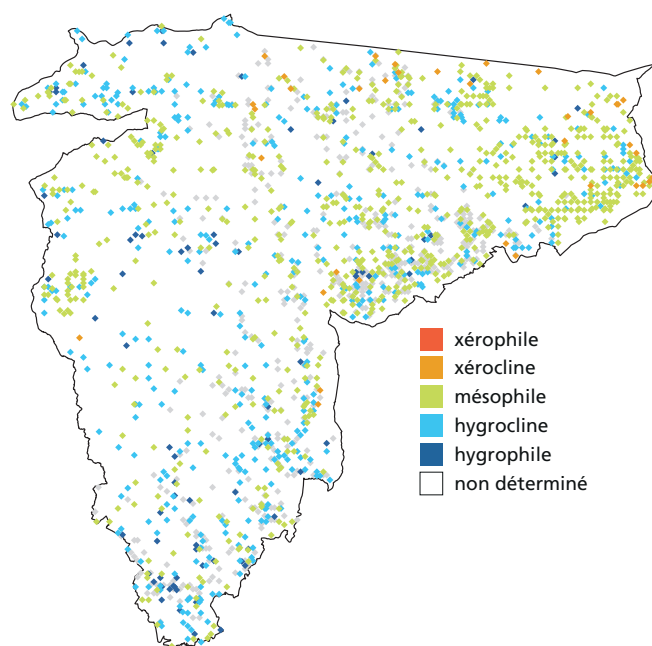 xérophile
xérocline
mésophile
hygrocline
hygrophile
non déterminé